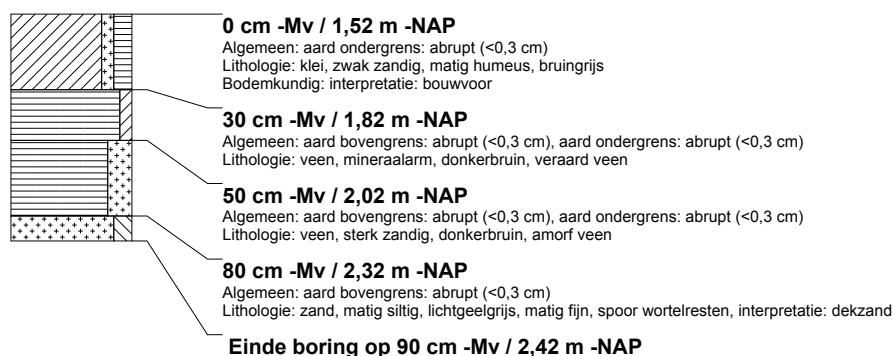 0 cm -Mv / 1,52 m -NAP
Algemeen: aard ondergrens: abrupt (<0,3 cm)
Lithologie: klei, zwak zandig, matig humeus, bruingrijs
Bodemkundig: interpretatie: bouwvoor
30 cm -Mv / 1,82 m -NAP
Algemeen: aard bovengrens: abrupt (<0,3 cm), aard ondergrens: abrupt (<0,3 cm)
Lithologie: veen, mineraalarm, donkerbruin, veraard veen
50 cm -Mv / 2,02 m -NAP
Algemeen: aard bovengrens: abrupt (<0,3 cm), aard ondergrens: abrupt (<0,3 cm)
Lithologie: veen, sterk zandig, donkerbruin, amorf veen
80 cm -Mv / 2,32 m -NAP
Algemeen: aard bovengrens: abrupt (<0,3 cm)
Lithologie: zand, matig siltig, lichtgeelgrijs, matig fijn, spoor wortelresten, interpretatie: dekzand
Einde boring op 90 cm -Mv / 2,42 m -NAP